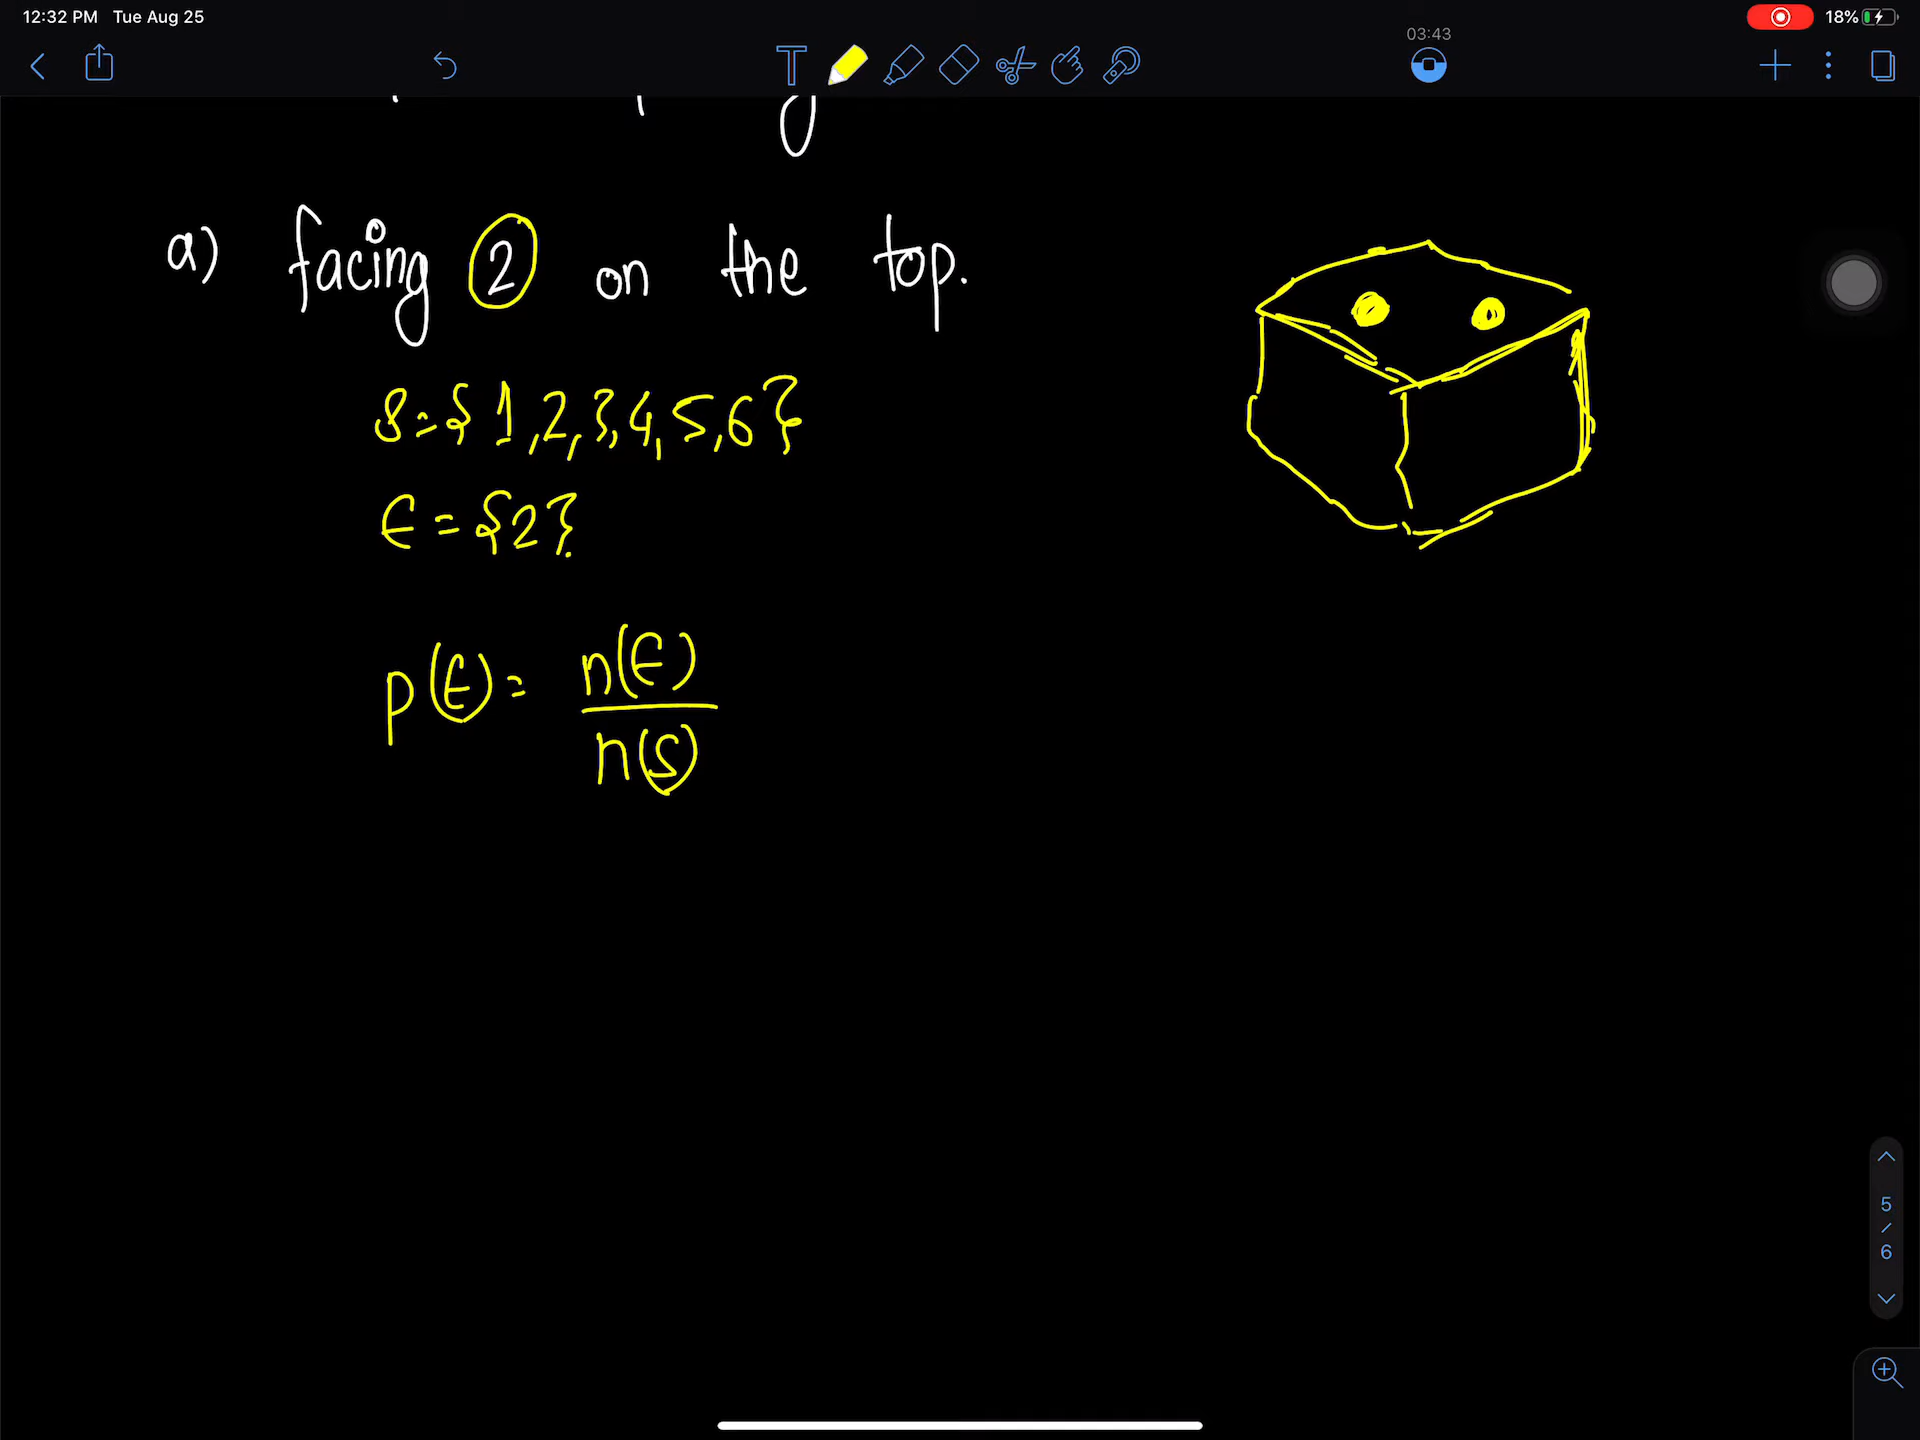 12:32 PM Tue Aug 25
18%
03:43
T
a) facing 2 on the top.
S = { 1, 2, 3, 4, 5, 6 }
E = { 2 }
P(E) = n(E)
n(S)
5
/
6